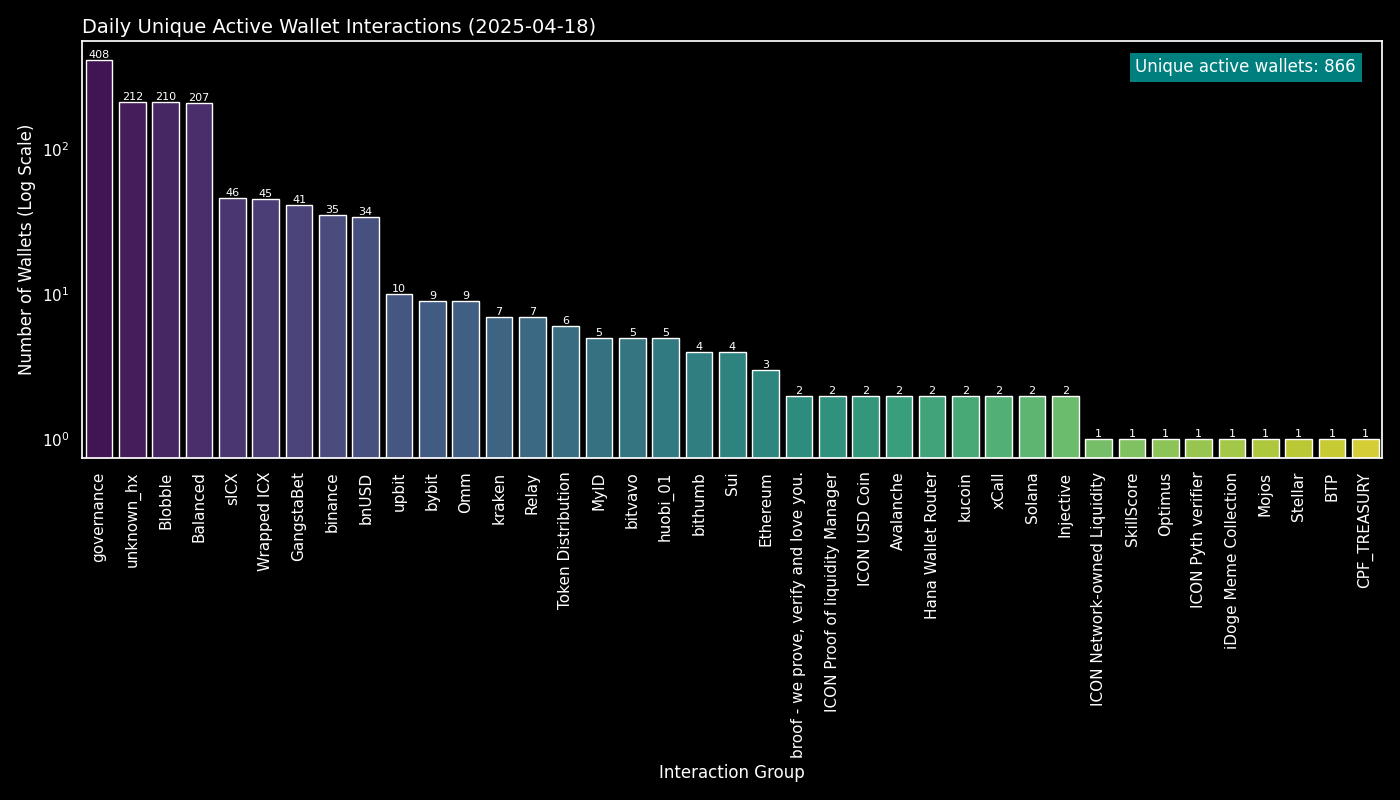 Daily Unique Active Wallet Interactions (2025-04-18)
Unique active wallets: 866
Number of Wallets (Log Scale)
10²
10¹
10⁰
408
212
210
207
46
45
41
35
34
10
9
9
7
7
6
5
5
5
4
4
3
2
2
2
2
2
2
2
2
2
1
1
1
1
1
1
1
1
1
governance
unknown_hx
Blobble
Balanced
sICX
Wrapped ICX
GangstaBet
binance
bnUSD
upbit
bybit
Omm
kraken
Relay
Token Distribution
MyID
bitvavo
huobi_01
bithumb
Sui
Ethereum
broof - we prove, verify and love you.
ICON Proof of liquidity Manager
ICON USD Coin
Avalanche
Hana Wallet Router
kucoin
xCall
Solana
Injective
ICON Network-owned Liquidity
SkillScore
Optimus
ICON Pyth verifier
iDoge Meme Collection
Mojos
Stellar
BTP
CPF_TREASURY
Interaction Group